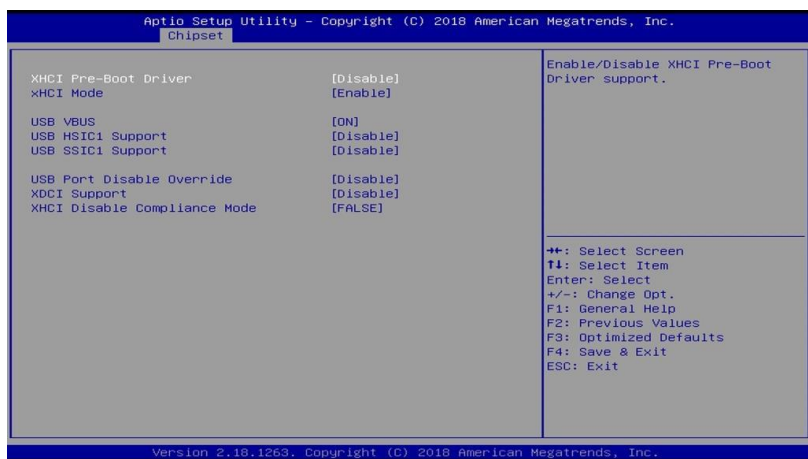 Aptio Setup Utility - Copyright (C) 2018 American Megatrends, Inc.
Chipset
XHCI Pre-Boot Driver [Disable]
xHCI Mode [Enable]
USB VBUS [ON]
USB HSIC1 Support [Disable]
USB SSIC1 Support [Disable]
USB Port Disable Override [Disable]
XDCI Support [Disable]
XHCI Disable Compliance Mode [FALSE]
Enable/Disable XHCI Pre-Boot
Driver support.
→←: Select Screen
↑↓: Select Item
Enter: Select
+/-: Change Opt.
F1: General Help
F2: Previous Values
F3: Optimized Defaults
F4: Save & Exit
ESC: Exit
Version 2.18.1263. Copyright (C) 2018 American Megatrends, Inc.